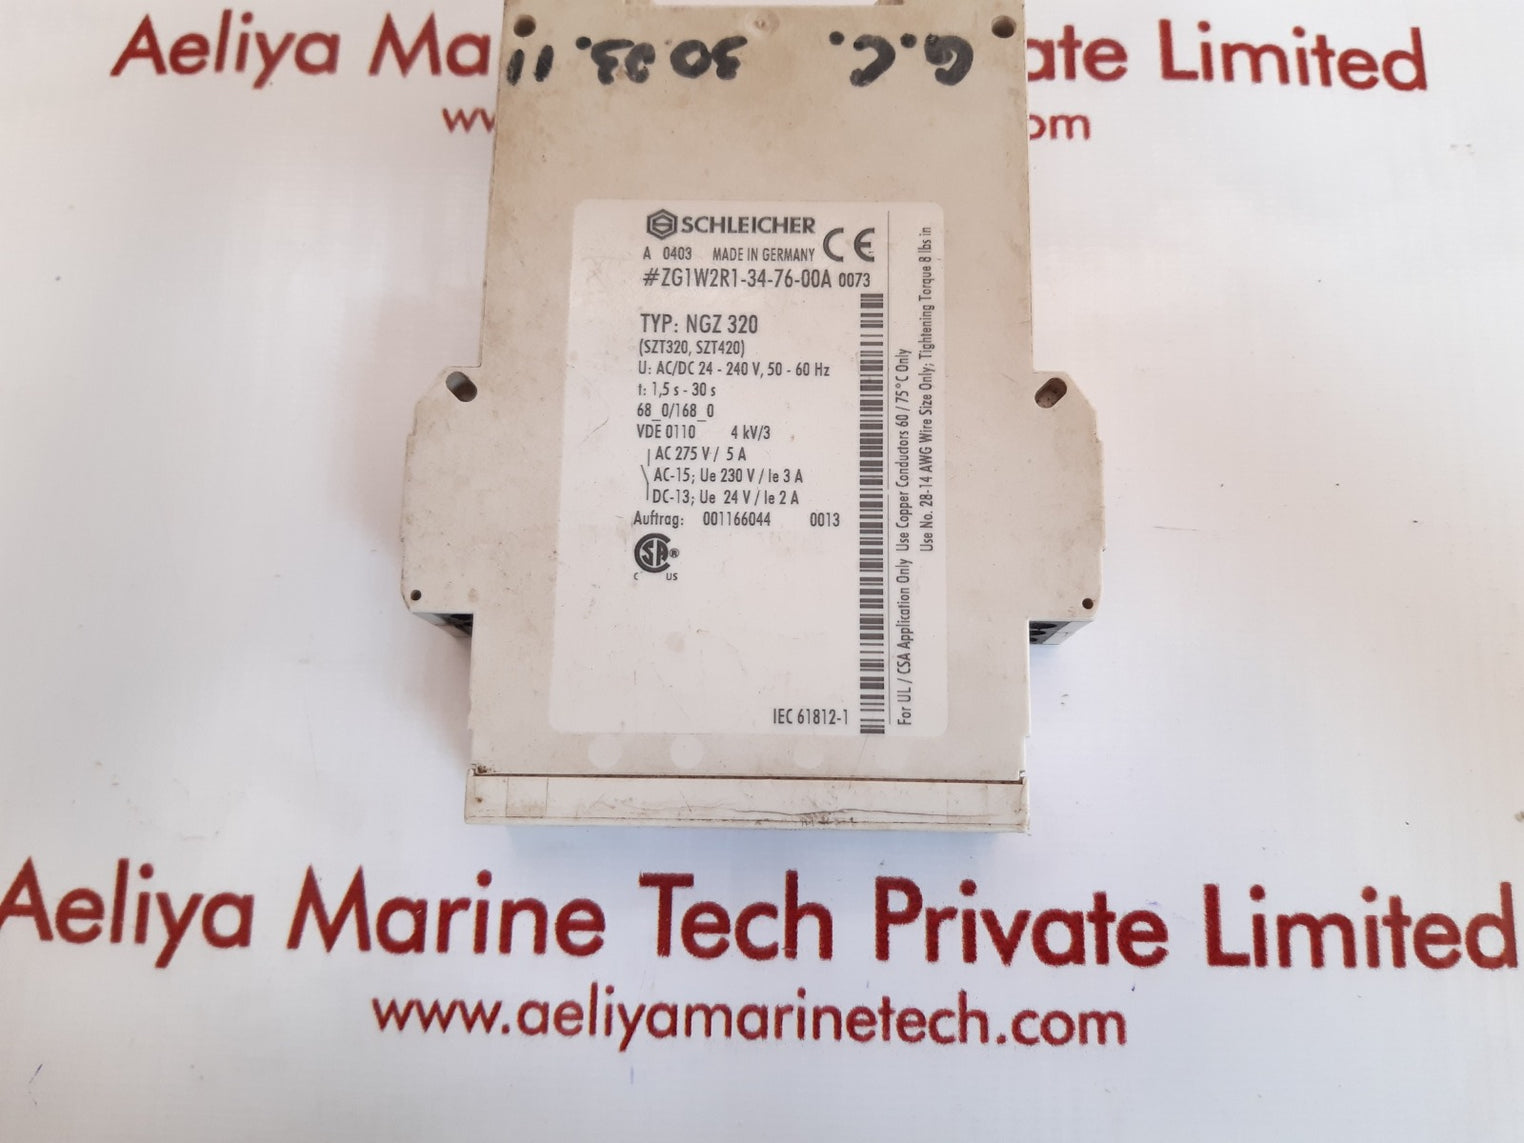 Aeliya Ma
ate Limited
ww
om
G.C. 30 03.11
SCHLEICHER
A 0403 MADE IN GERMANY CE
#ZG1W2R1-34-76-00A 0073
TYP: NGZ 320
(SZT320, SZT420)
U: AC/DC 24 - 240 V, 50 - 60 Hz
t: 1,5 s - 30 s
68_0/168_0
VDE 0110 4 kV/3
AC 275 V / 5 A
AC-15; Ue 230 V / Ie 3 A
DC-13; Ue 24 V / Ie 2 A
Auftrag: 001166044 0013
CSA ®
C US
IEC 61812-1
For UL / CSA Application Only Use Copper Conductors 60 / 75°C Only
Use No. 28-14 AWG Wire Size Only; Tightening Torque 8 lbs in
Aeliya Marine Tech Private Limited
www.aeliyamarinetech.com